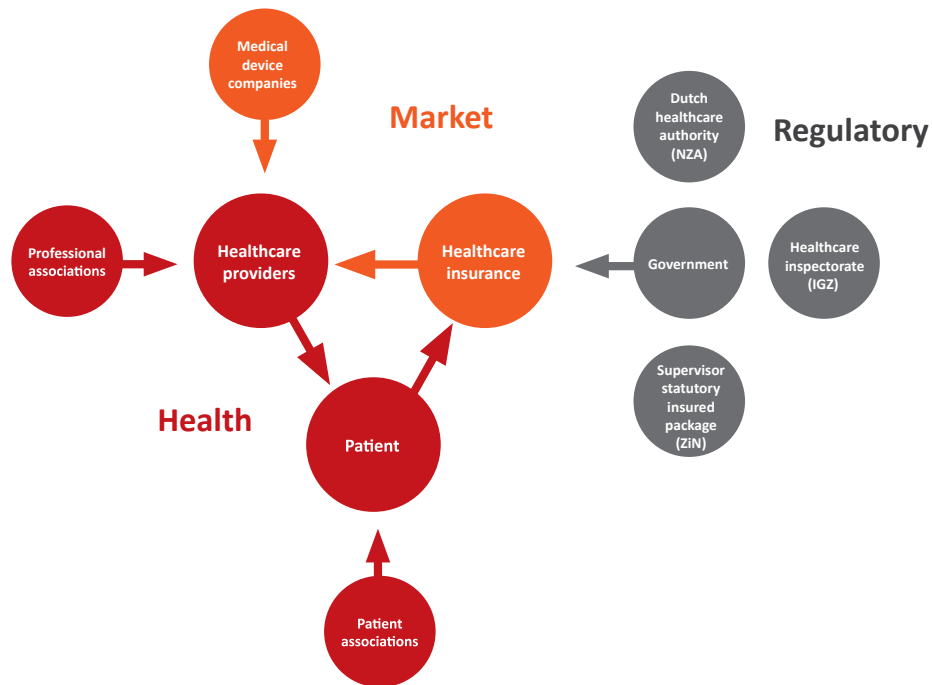 Medical
device
companies
Market
Dutch
healthcare
authority
(NZA)
Regulatory
Professional
associations
Healthcare
providers
Healthcare
insurance
Government
Healthcare
inspectorate
(IGZ)
Health
Patient
Supervisor
statutory
insured
package
(ZiN)
Patient
associations